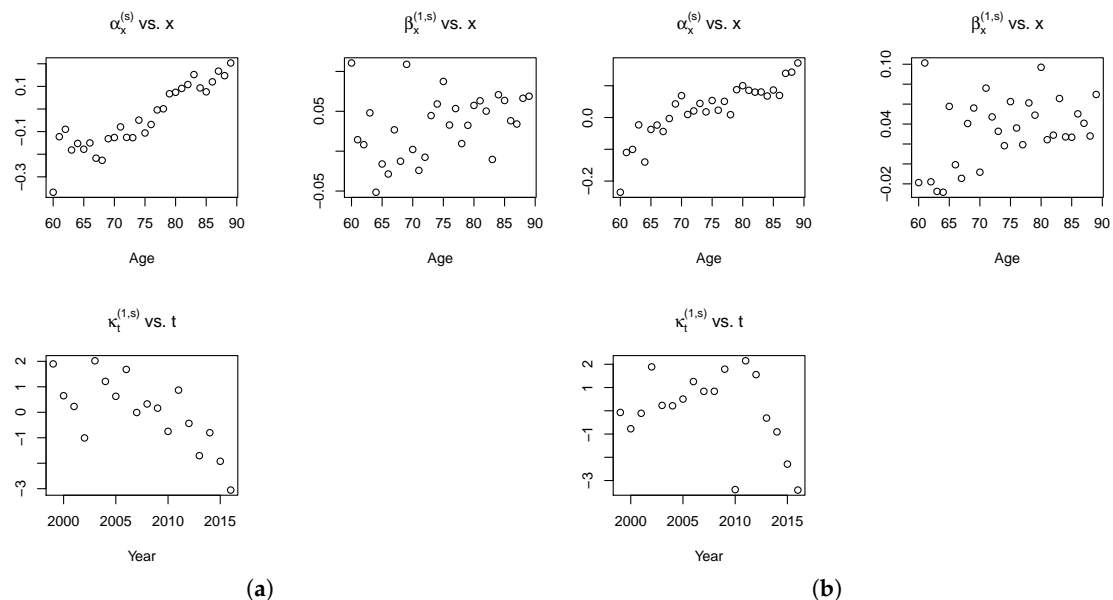 α_x^(s) vs. x
0.1
-0.1
-0.3
60 65 70 75 80 85 90
Age
β_x^(1,s) vs. x
0.05
-0.05
60 65 70 75 80 85 90
Age
κ_t^(1,s) vs. t
2
1
0
-1
-3
2000 2005 2010 2015
Year
(a)
α_x^(s) vs. x
0.0
-0.2
60 65 70 75 80 85 90
Age
β_x^(1,s) vs. x
0.10
0.04
-0.02
60 65 70 75 80 85 90
Age
κ_t^(1,s) vs. t
2
1
-1
-3
2000 2005 2010 2015
Year
(b)